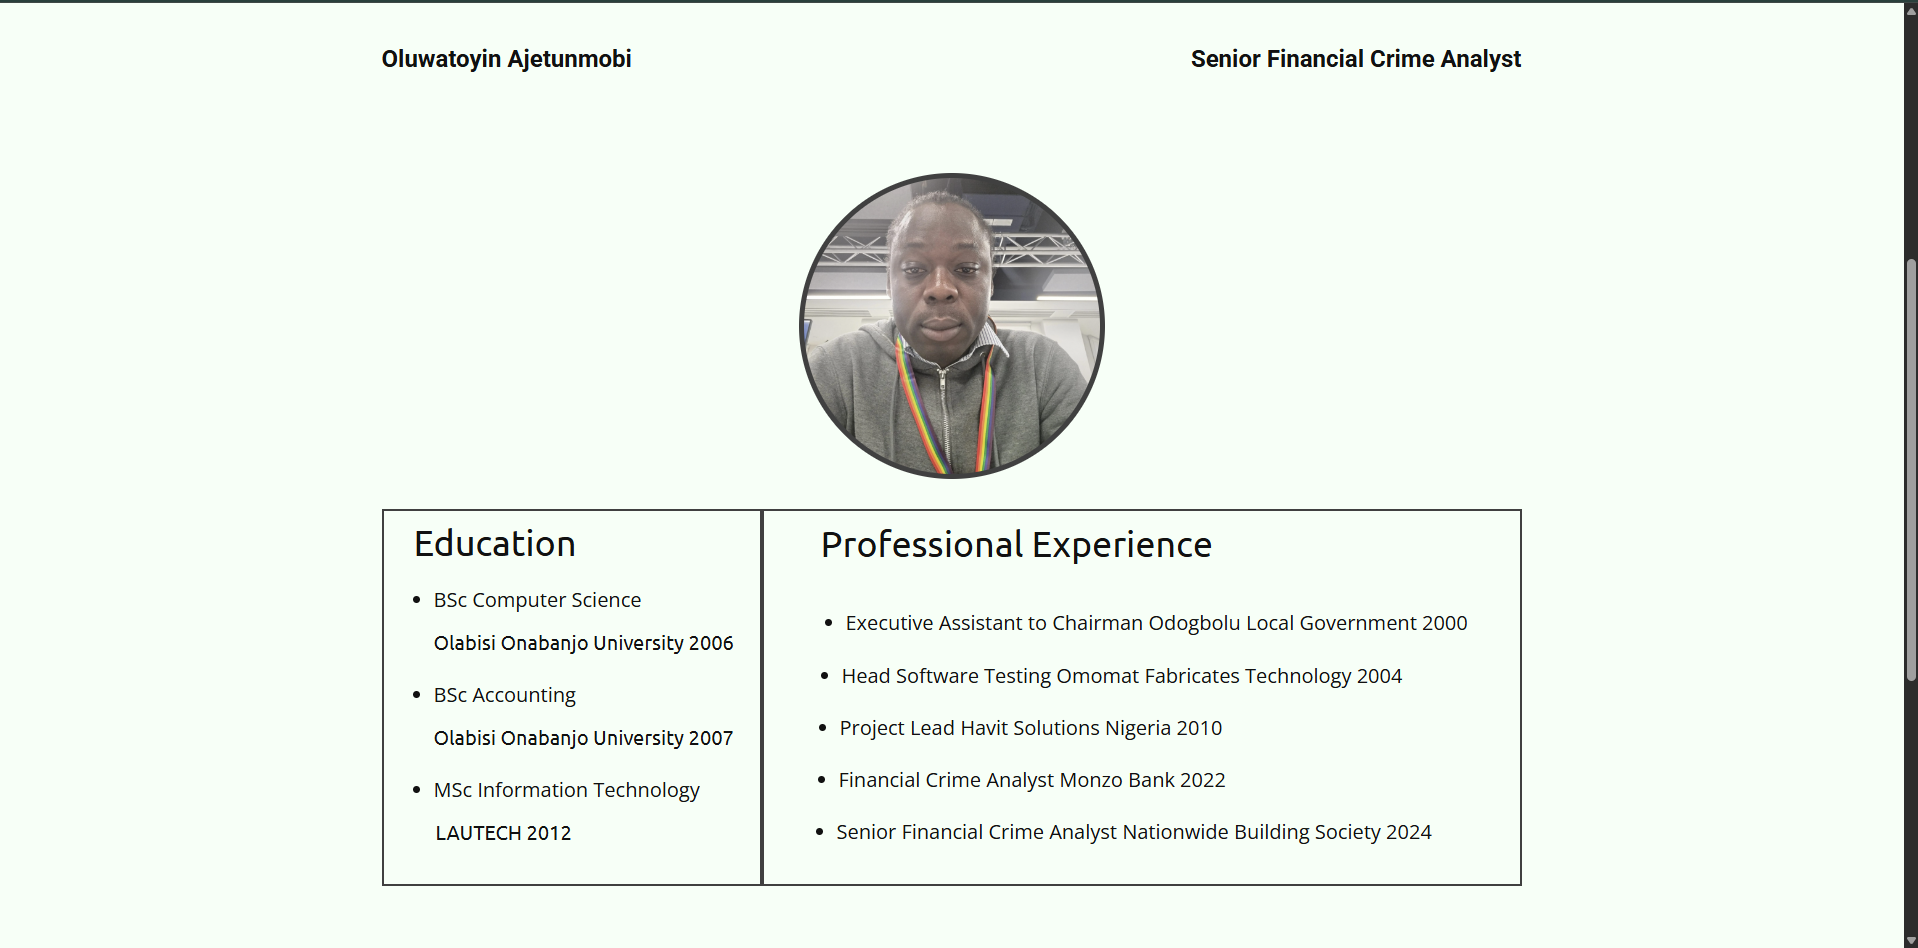 Oluwatoyin Ajetunmobi
Senior Financial Crime Analyst
Education
BSc Computer Science
Olabisi Onabanjo University 2006
BSc Accounting
Olabisi Onabanjo University 2007
MSc Information Technology
LAUTECH 2012
Professional Experience
Executive Assistant to Chairman Odogbolu Local Government 2000
Head Software Testing Omomat Fabricates Technology 2004
Project Lead Havit Solutions Nigeria 2010
Financial Crime Analyst Monzo Bank 2022
Senior Financial Crime Analyst Nationwide Building Society 2024